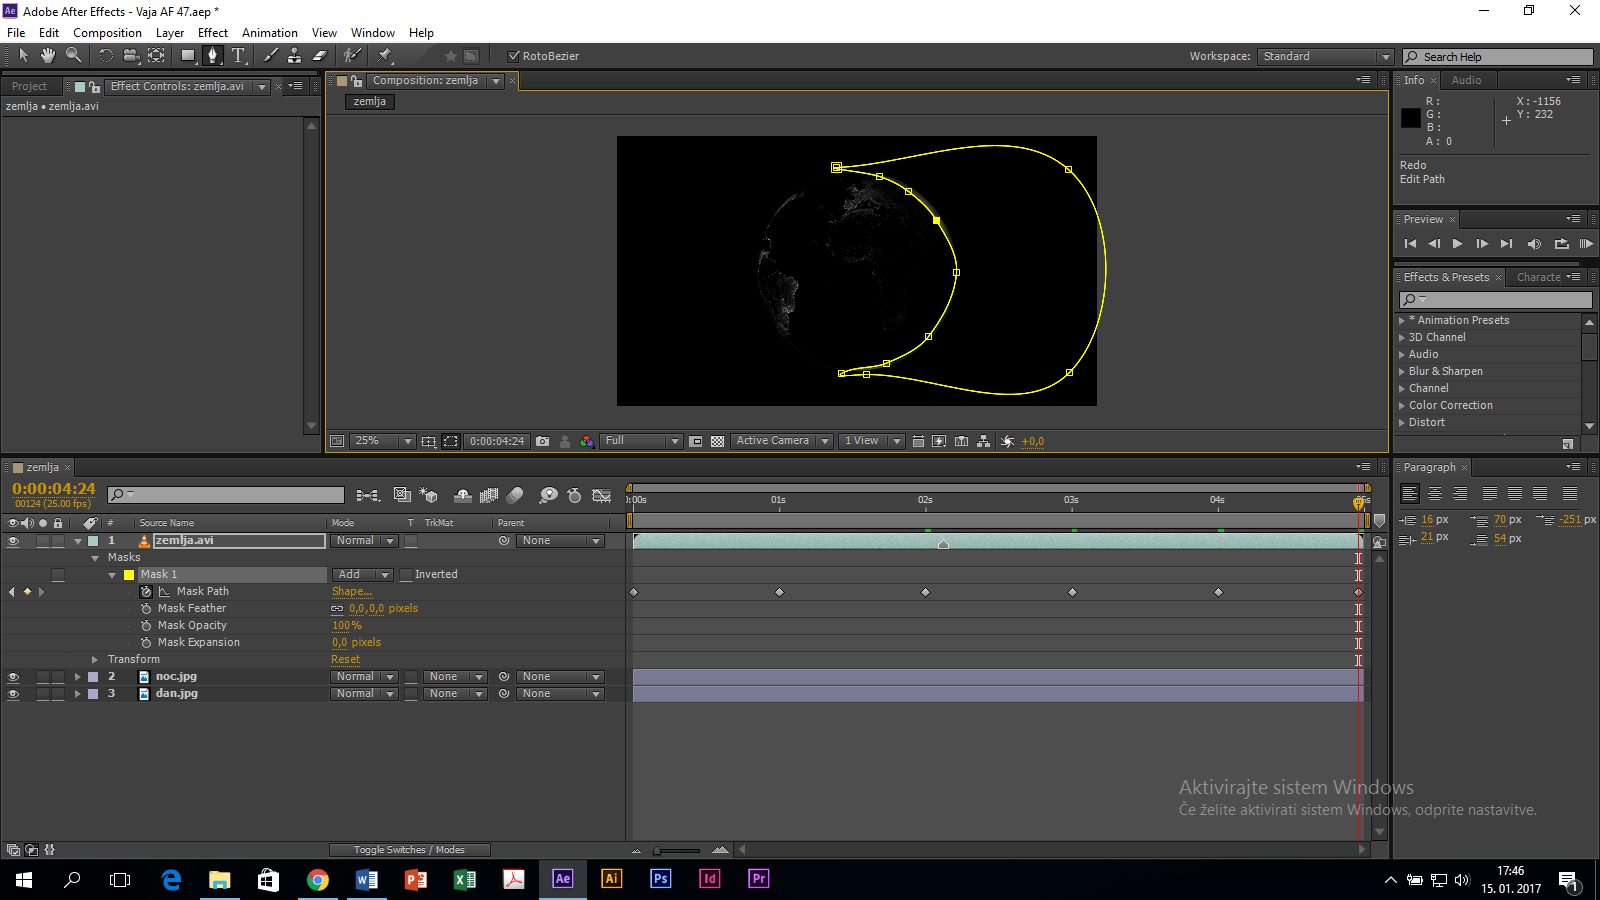 Adobe After Effects - Vaja AF 47.aep *
File Edit Composition Layer Effect Animation View Window Help
RotoBezier
Workspace: Standard
Search Help
Project
Effect Controls: zemlja.avi
zemlja • zemlja.avi
Composition: zemlja
zemlja
Info Audio
R :
G :
B :
A : 0
X : -1156
Y : 232
Redo
Edit Path
Preview
Effects & Presets
Characte
* Animation Presets
3D Channel
Audio
Blur & Sharpen
Channel
Color Correction
Distort
25%
0:00:04:24
Full
Active Camera
1 View
+0,0
zemlja
0:00:04:24
00124 (25.00 fps)
# Source Name Mode T TrkMat Parent
01s 02s 03s 04s
1 zemlja.avi Normal None
Masks
Mask 1 Add Inverted
Mask Path Shape...
Mask Feather 0,0,0,0 pixels
Mask Opacity 100%
Mask Expansion 0,0 pixels
Transform Reset
2 noc.jpg Normal None None
3 dan.jpg Normal None None
Toggle Switches / Modes
Paragraph
16 px 70 px -251 px
21 px 54 px
Aktivirajte sistem Windows
Če želite aktivirati sistem Windows, odprite nastavitve.
17:46
15. 01. 2017
1